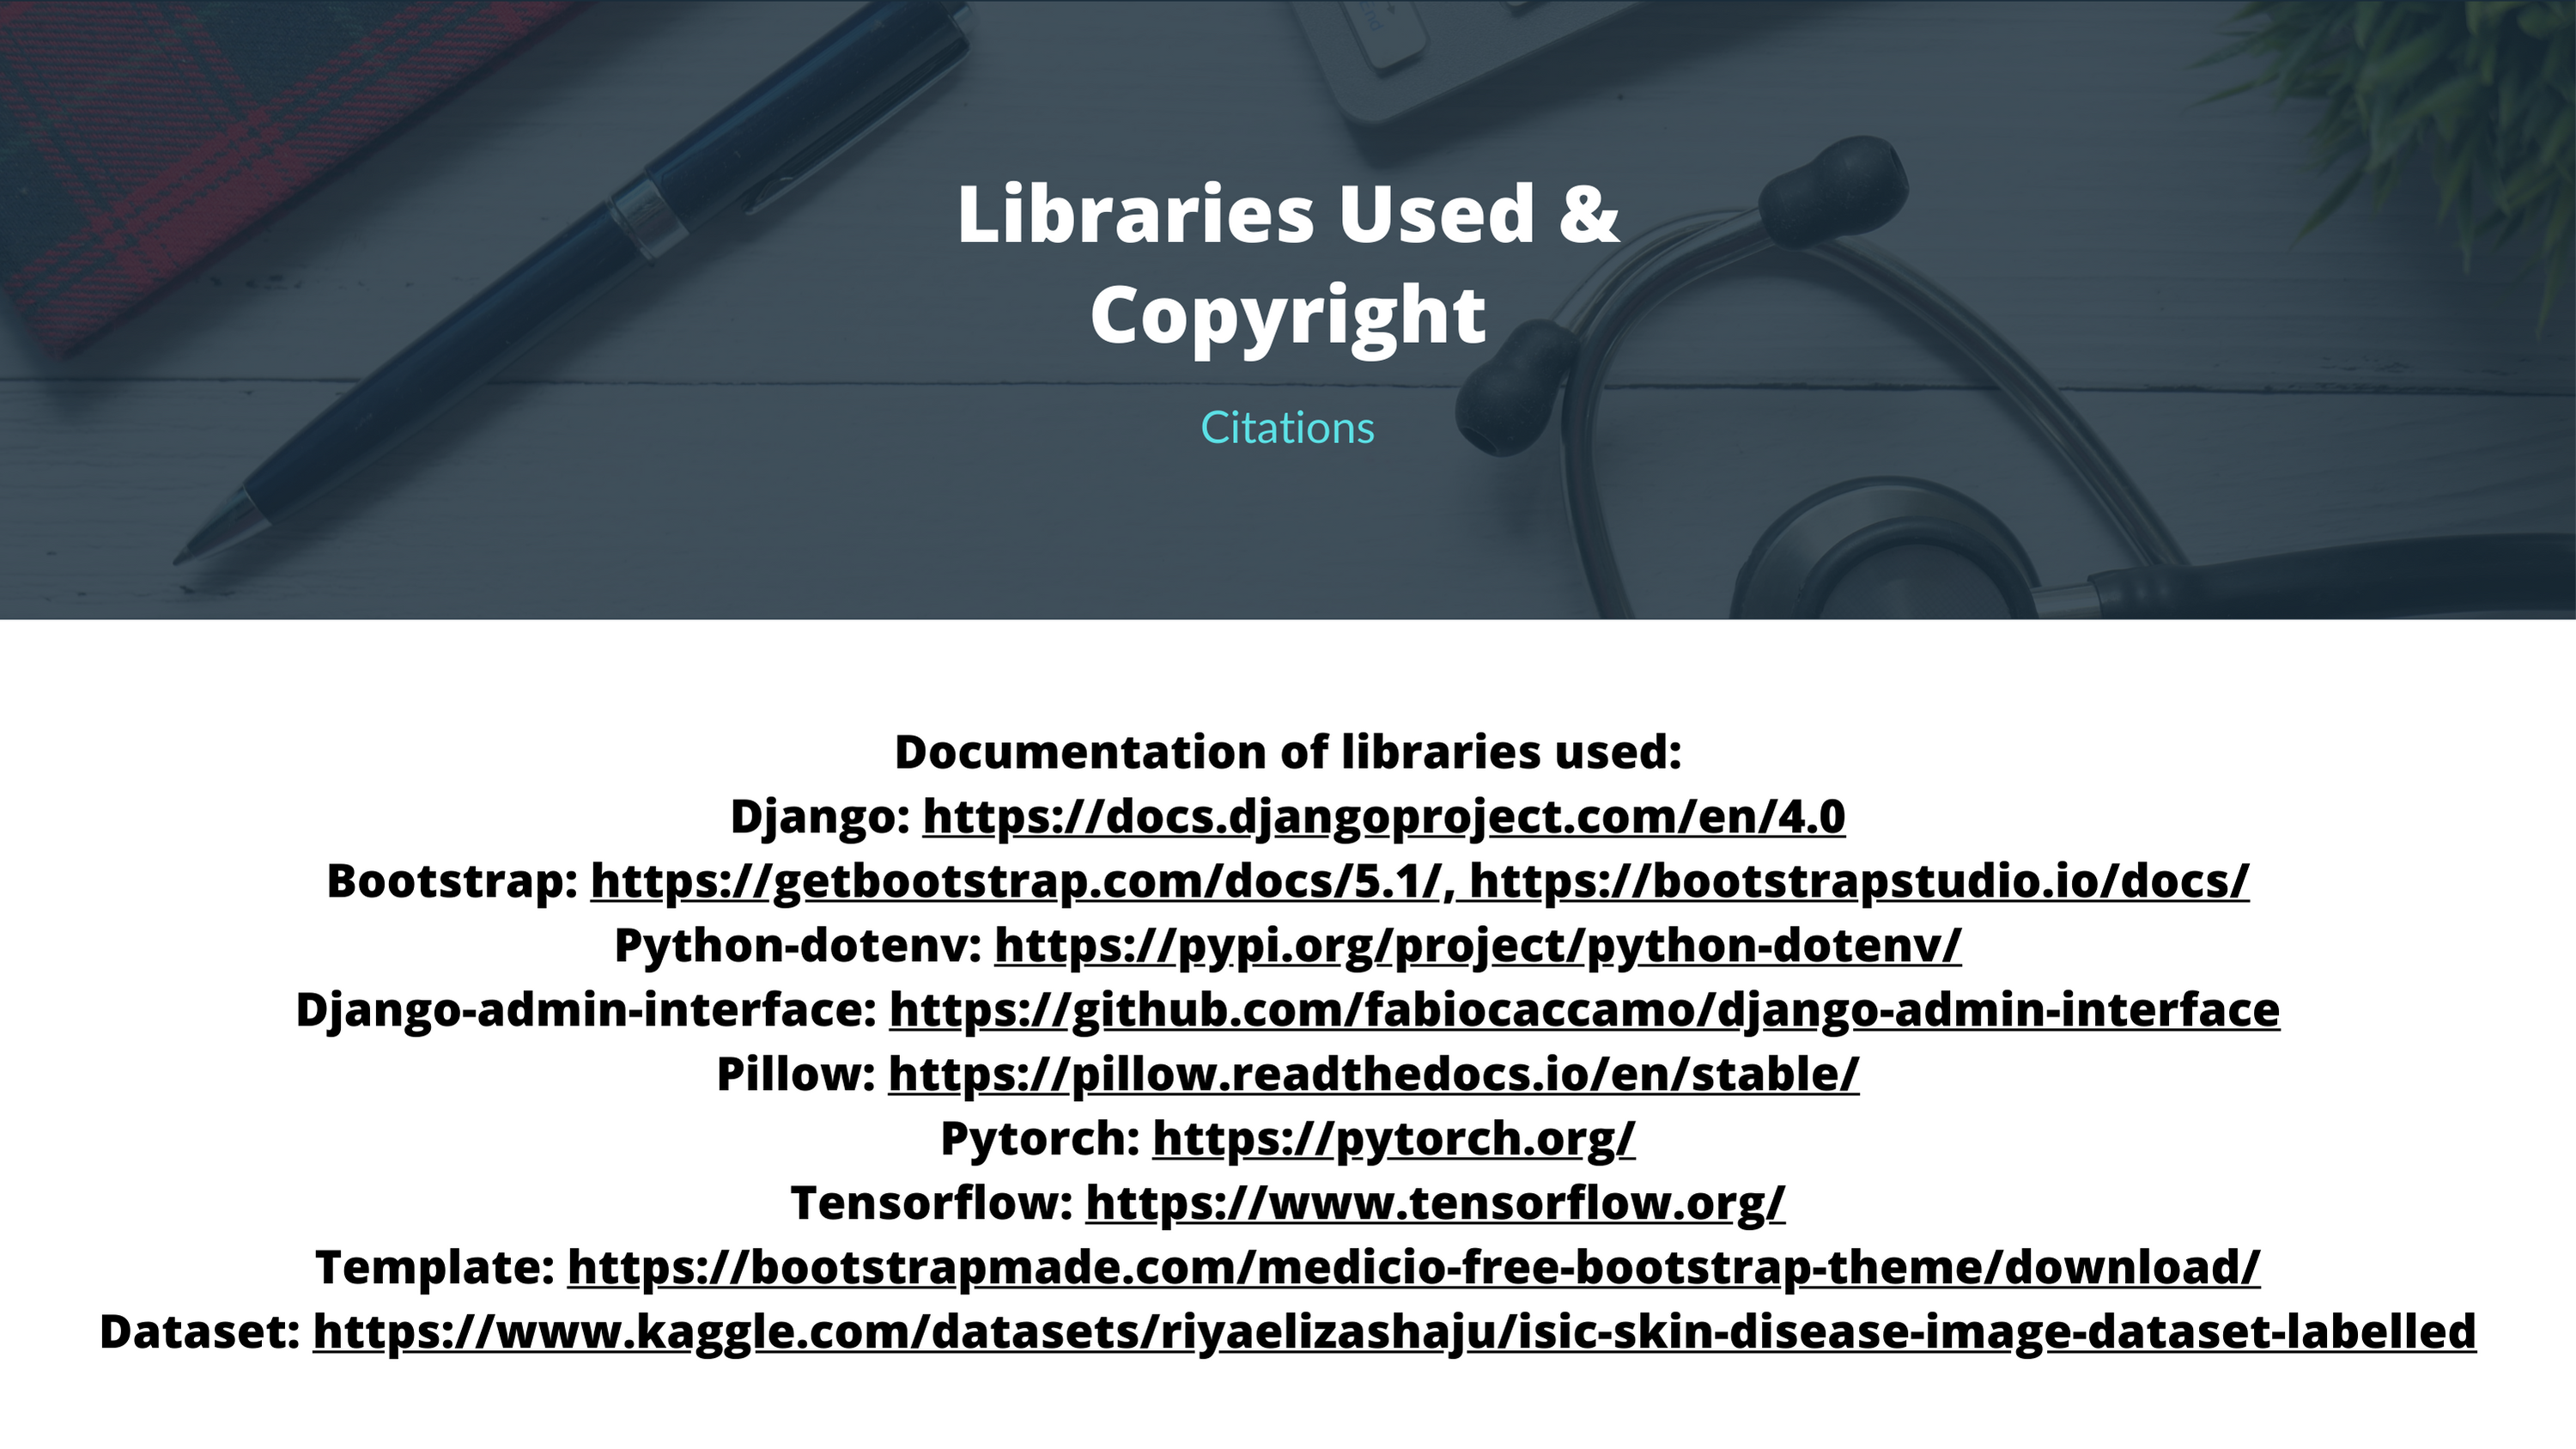 Libraries Used &
Copyright
Citations
Documentation of libraries used:
Django: https://docs.djangoproject.com/en/4.0
Bootstrap: https://getbootstrap.com/docs/5.1/, https://bootstrapstudio.io/docs/
Python-dotenv: https://pypi.org/project/python-dotenv/
Django-admin-interface: https://github.com/fabiocaccamo/django-admin-interface
Pillow: https://pillow.readthedocs.io/en/stable/
Pytorch: https://pytorch.org/
Tensorflow: https://www.tensorflow.org/
Template: https://bootstrapmade.com/medicio-free-bootstrap-theme/download/
Dataset: https://www.kaggle.com/datasets/riyaelizashaju/isic-skin-disease-image-dataset-labelled